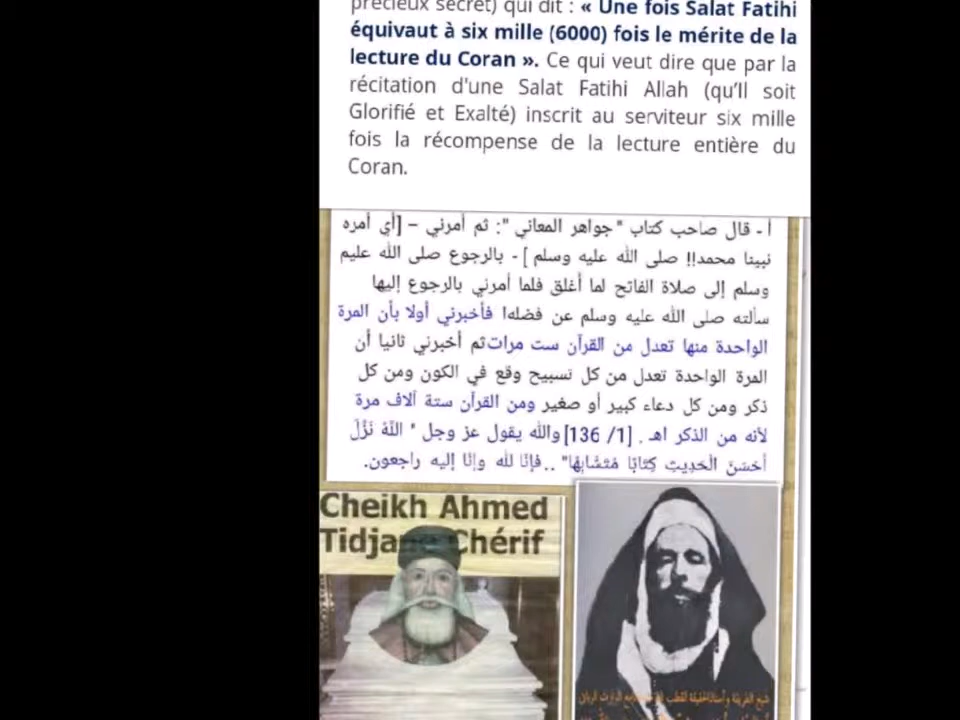 précieux secret) qui dit : « Une fois Salat Fatihi
équivaut à six mille (6000) fois le mérite de la
lecture du Coran ». Ce qui veut dire que par la
récitation d'une Salat Fatihi Allah (qu'Il soit
Glorifié et Exalté) inscrit au serviteur six mille
fois la récompense de la lecture entière du
Coran.
أ - قال صاحب كتاب "جواهر المعاني": ثم أمرني – [أي أمره
نبينا محمد!! صلى الله عليه وسلم ] - بالرجوع صلى الله عليم
وسلم إلى صلاة الفاتح لما أغلق فلما أمرني بالرجوع إليها
سألته صلى الله عليه وسلم عن فضلها فأخبرني أولا بأن المرة
الواحدة منها تعدل من القرآن ست مرات ثم أخبرني ثانيا أن
المرة الواحدة تعدل من كل تسبيح وقع في الكون ومن كل
ذكر ومن كل دعاء كبير أو صغير ومن القرآن ستة آلاف مرة
لأنه من الذكر اهـ . [1/ 136] والله يقول عز وجل " اللَّهُ نَزَّلَ
أَحْسَنَ الْحَدِيثِ كِتَابًا مُتَشَابِهًا" ..فإنا لله وإنا إليه راجعون.
Cheikh Ahmed
Tidjane Chérif